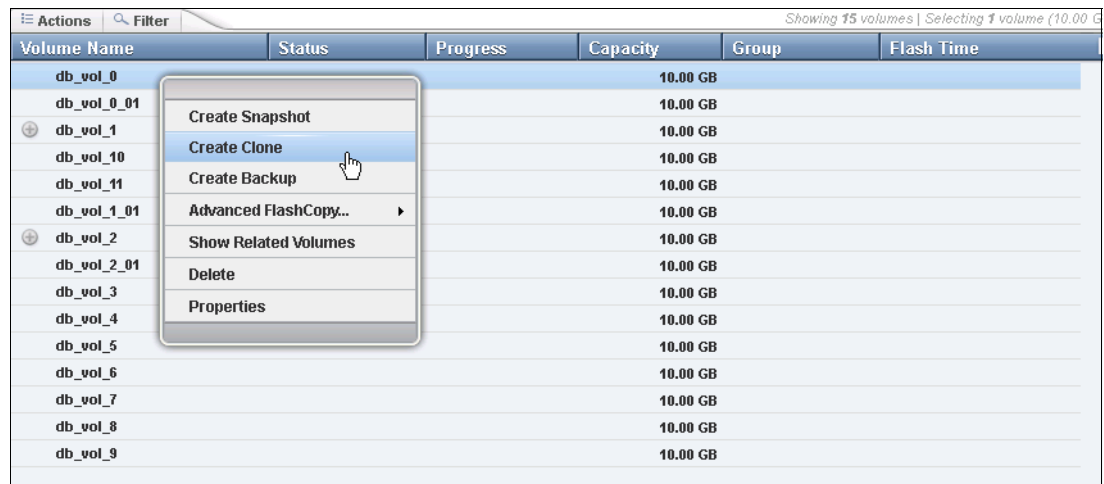 Actions Filter Showing 15 volumes | Selecting 1 volume (10.00 G
Volume Name Status Progress Capacity Group Flash Time
db_vol_0 10.00 GB
db_vol_0_01 10.00 GB
Create Snapshot
db_vol_1 10.00 GB
Create Clone
db_vol_10 10.00 GB
Create Backup
db_vol_11 10.00 GB
db_vol_1_01 Advanced FlashCopy... 10.00 GB
db_vol_2 Show Related Volumes 10.00 GB
db_vol_2_01 10.00 GB
Delete
db_vol_3 10.00 GB
Properties
db_vol_4 10.00 GB
db_vol_5 10.00 GB
db_vol_6 10.00 GB
db_vol_7 10.00 GB
db_vol_8 10.00 GB
db_vol_9 10.00 GB